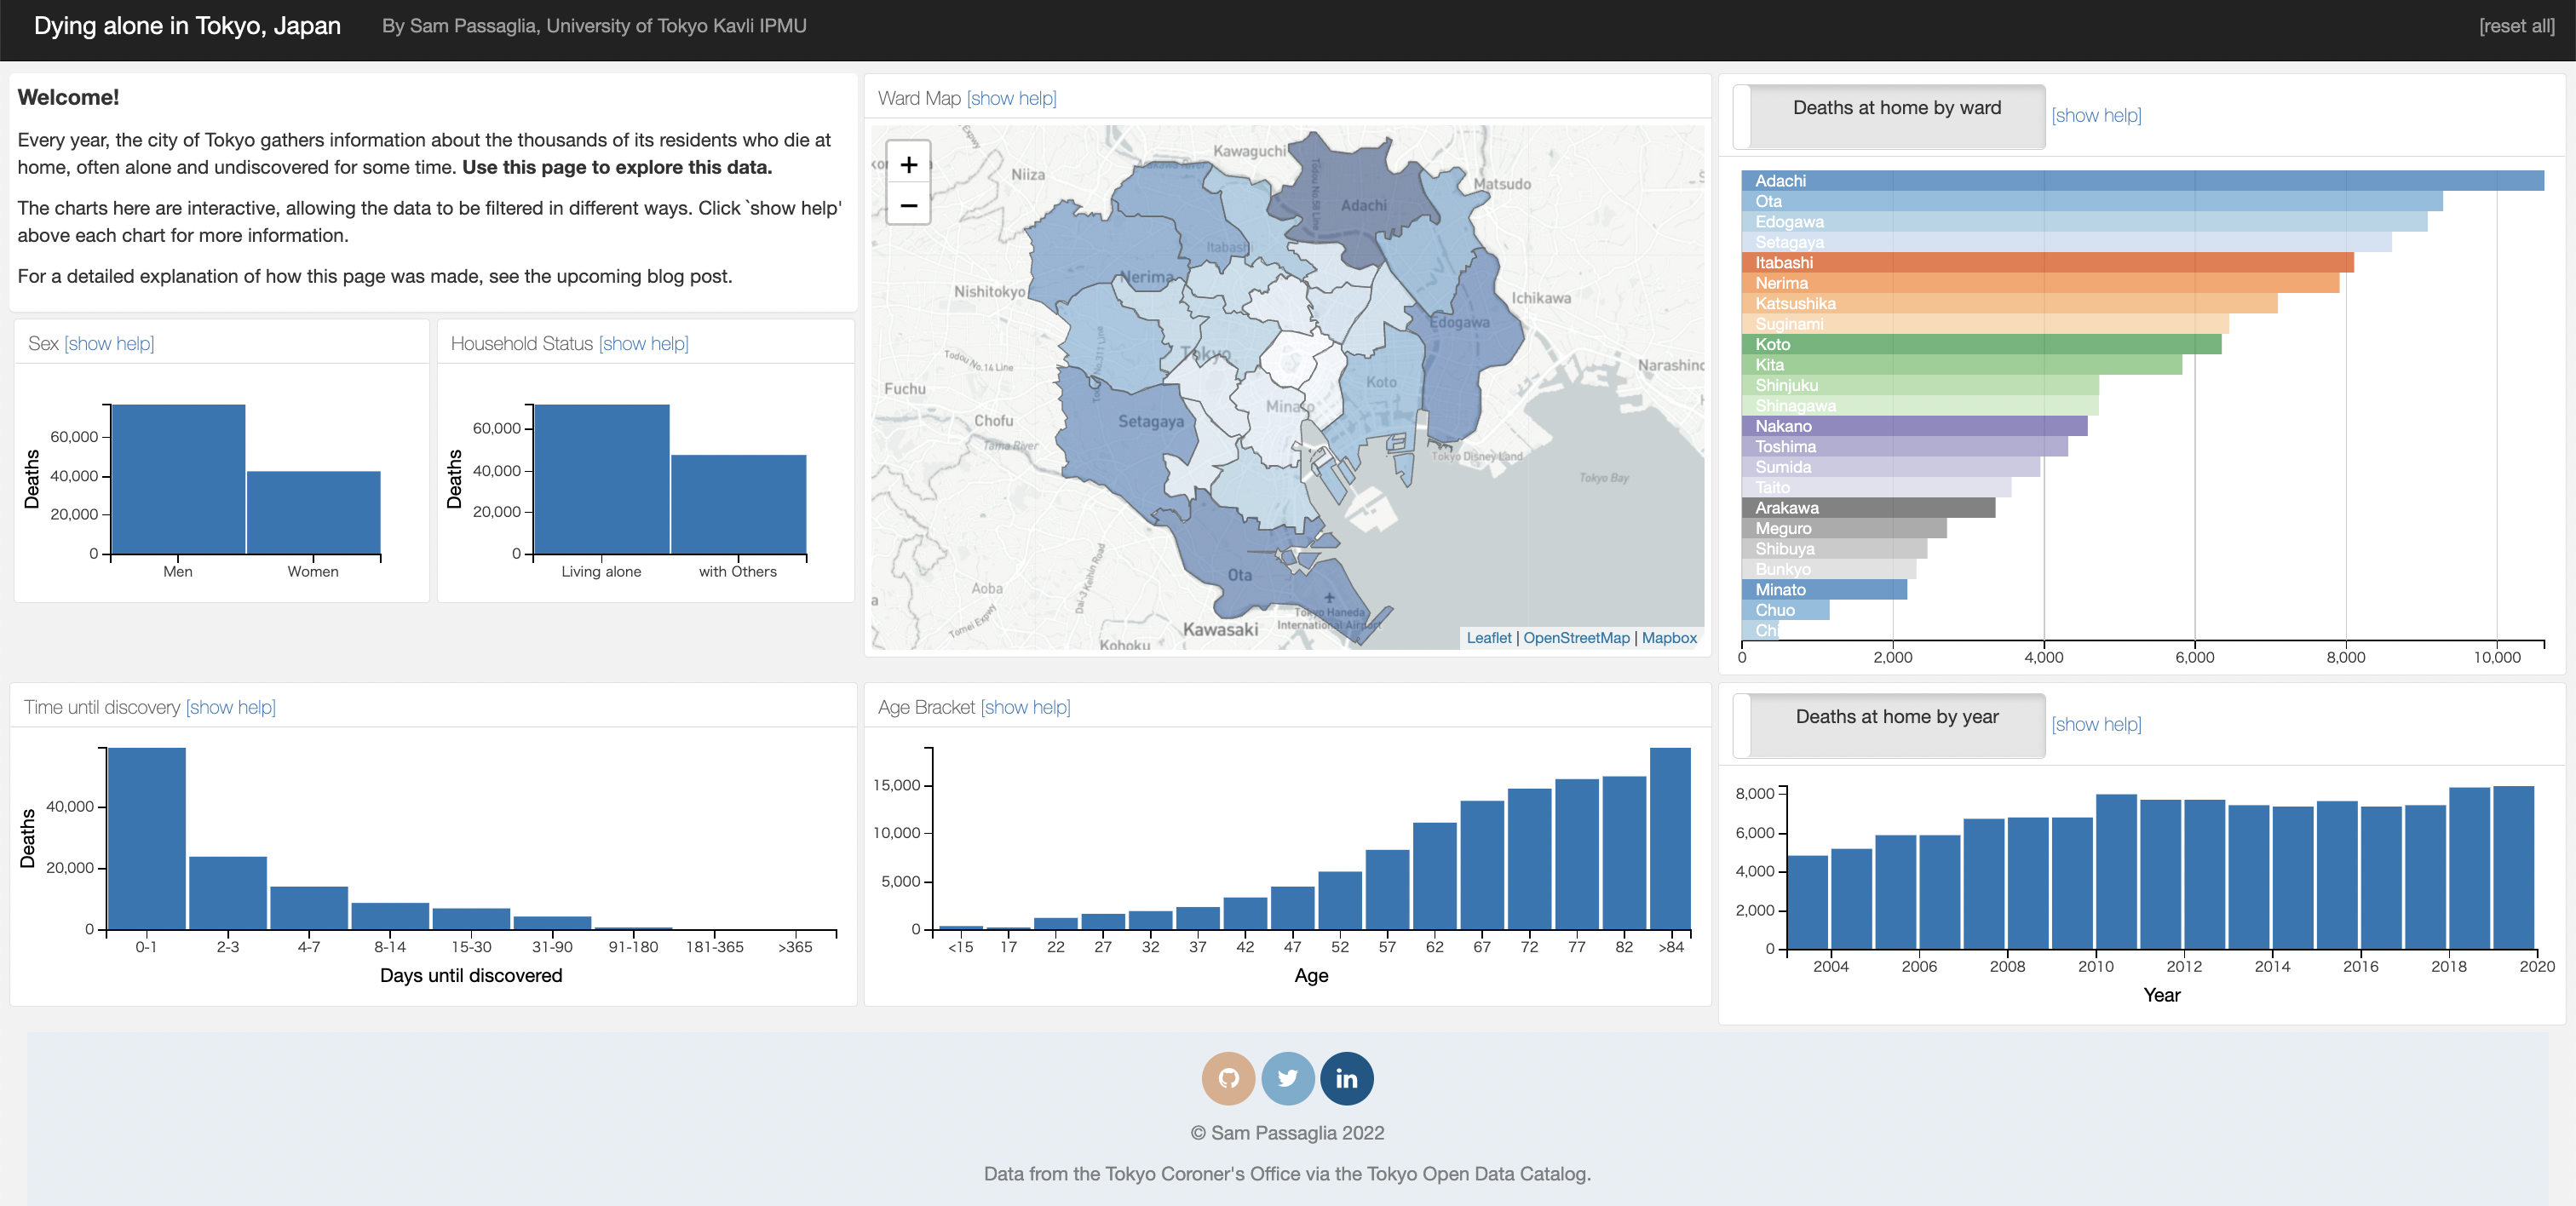 Dying alone in Tokyo, Japan
By Sam Passaglia, University of Tokyo Kavli IPMU
[reset all]
Welcome!
Every year, the city of Tokyo gathers information about the thousands of its residents who die at
home, often alone and undiscovered for some time. Use this page to explore this data.
The charts here are interactive, allowing the data to be filtered in different ways. Click `show help'
above each chart for more information.
For a detailed explanation of how this page was made, see the upcoming blog post.
Sex [show help]
Deaths
60,000
40,000
20,000
0
Men
Women
Household Status [show help]
Deaths
60,000
40,000
20,000
0
Living alone
with Others
Ward Map [show help]
+
−
Kawaguchi
Niiza
Matsudo
Adachi
Itabashi
Nerima
Nishitokyo
Ichikawa
Edogawa
Todou No.14 Line
Tokyo
Narashino
Fuchu
Koto
Chofu
Setagaya
Minato
Tama River
Tokyo Disney Land
Tokyo Bay
Dai-3 Keihin Road
Aoba
Ota
Tomei Expwy
Tokyo Haneda
International Airport
Kawasaki
Kohoku
Leaflet | OpenStreetMap | Mapbox
Deaths at home by ward
[show help]
Adachi
Ota
Edogawa
Setagaya
Itabashi
Nerima
Katsushika
Suginami
Koto
Kita
Shinjuku
Shinagawa
Nakano
Toshima
Sumida
Taito
Arakawa
Meguro
Shibuya
Bunkyo
Minato
Chuo
Ch
0
2,000
4,000
6,000
8,000
10,000
Time until discovery [show help]
Deaths
40,000
20,000
0
0-1
2-3
4-7
8-14
15-30
31-90
91-180
181-365
>365
Days until discovered
Age Bracket [show help]
15,000
10,000
5,000
0
<15
17
22
27
32
37
42
47
52
57
62
67
72
77
82
>84
Age
Deaths at home by year
[show help]
8,000
6,000
4,000
2,000
0
2004
2006
2008
2010
2012
2014
2016
2018
2020
Year
in
© Sam Passaglia 2022
Data from the Tokyo Coroner's Office via the Tokyo Open Data Catalog.